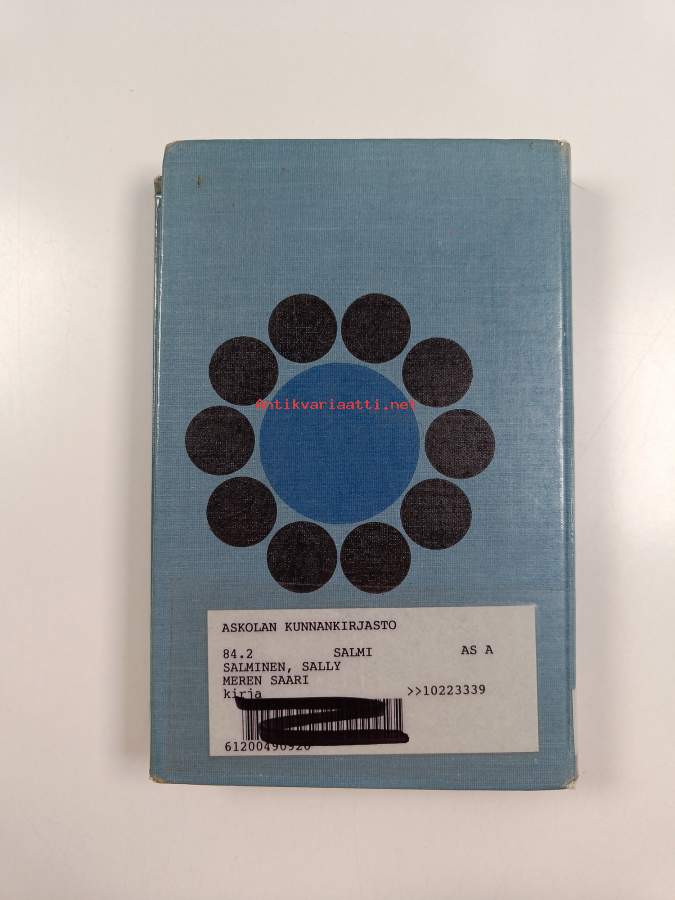 Antikvariaatti.net
ASKOLAN KUNNANKIRJASTO
84.2 SALMI AS A
SALMINEN, SALLY
MEREN SAARI
kirja >>10223339
61200490920